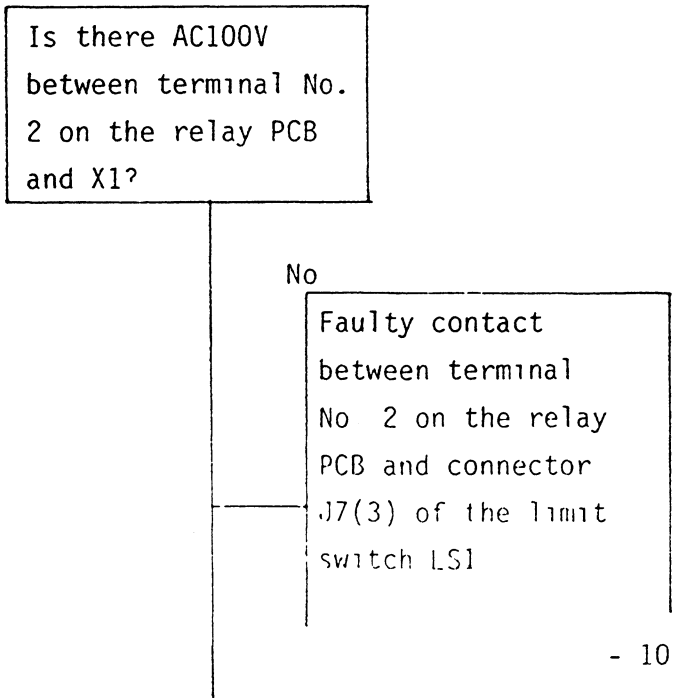 Is there AC100V
between terminal No.
2 on the relay PCB
and X1?
No
Faulty contact
between terminal
No 2 on the relay
PCB and connector
J7(3) of the limit
switch LS1
- 10